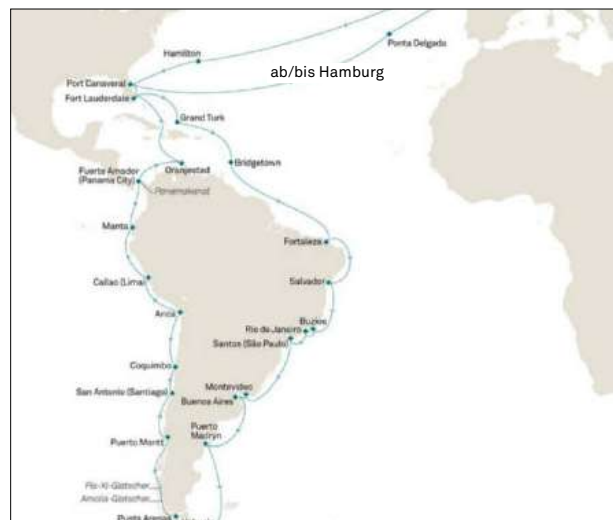 Hamilton
Ponta Delgada
ab/bis Hamburg
Port Canaveral
Fort Lauderdale
Grand Turk
Bridgetown
Oranjestad
Fuerte Amador
(Panama City)
Panamakanal
Manta
Fortaleza
Callao (Lima)
Salvador
Arica
Buzios
Rio de Janeiro
Santos (São Paulo)
Coquimbo
San Antonio (Santiago)
Montevideo
Buenos Aires
Puerto
Madryn
Puerto Montt
Pio-XI-Gletscher
Amalia-Gletscher
Punta Arenas